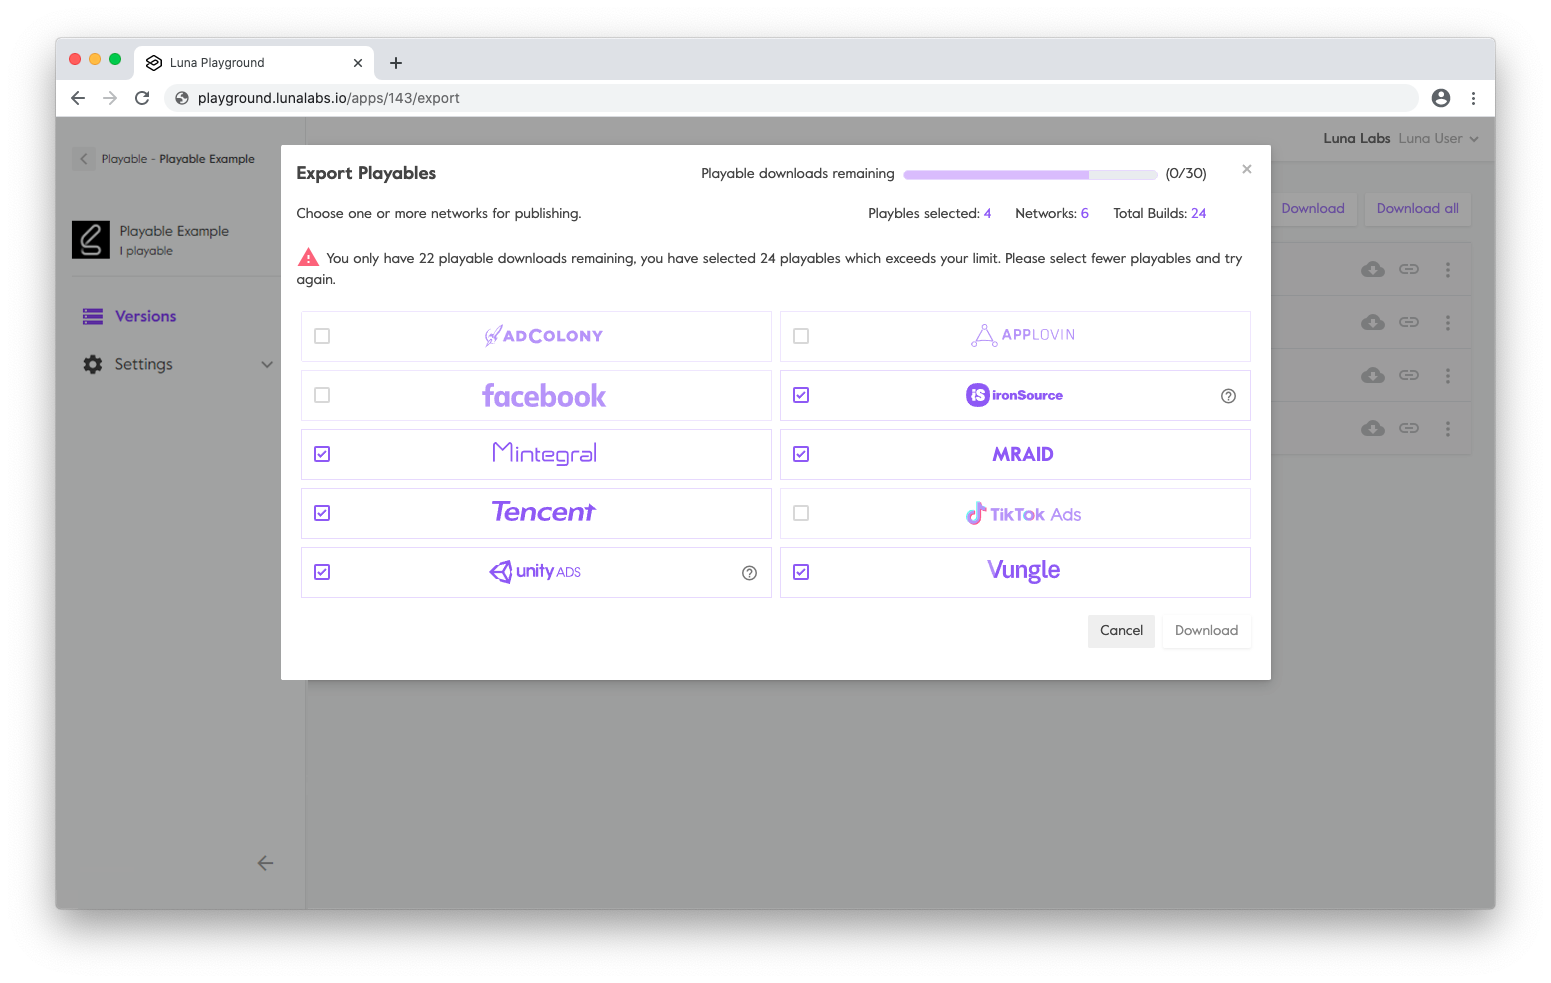 Luna Playground
playground.lunalabs.io/apps/143/export
Luna Labs Luna User
Playable - Playable Example
Export Playables
Playable downloads remaining (0/30)
Choose one or more networks for publishing.
Playbles selected: 4 Networks: 6 Total Builds: 24
Download Download all
Playable Example
1 playable
You only have 22 playable downloads remaining, you have selected 24 playables which exceeds your limit. Please select fewer playables and try
again.
Versions
Settings
ADCOLONY
APPLOVIN
facebook
iS ironSource
Mintegral
MRAID
Tencent
TikTok Ads
unity ADS
Vungle
Cancel Download